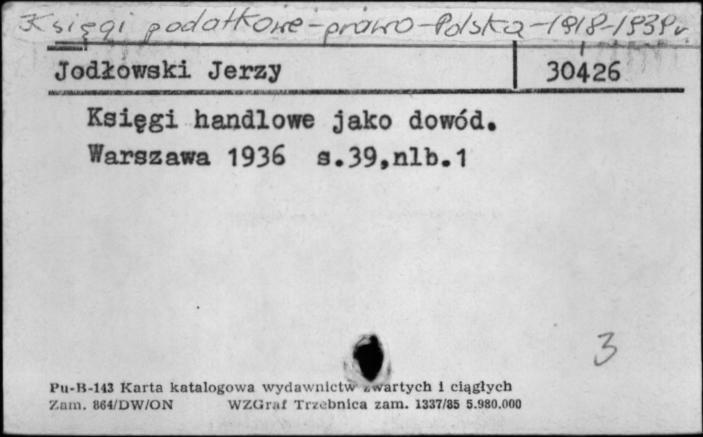 Księgi podatkowe-prawo-Polska-1918-1939r.
Jodłowski Jerzy 30426
Księgi handlowe jako dowód.
Warszawa 1936 s.39,nlb.1
3
Pu-B-143 Karta katalogowa wydawnictw zwartych i ciągłych
Zam. 864/DW/ON WZGraf Trzebnica zam. 1337/85 5.980.000